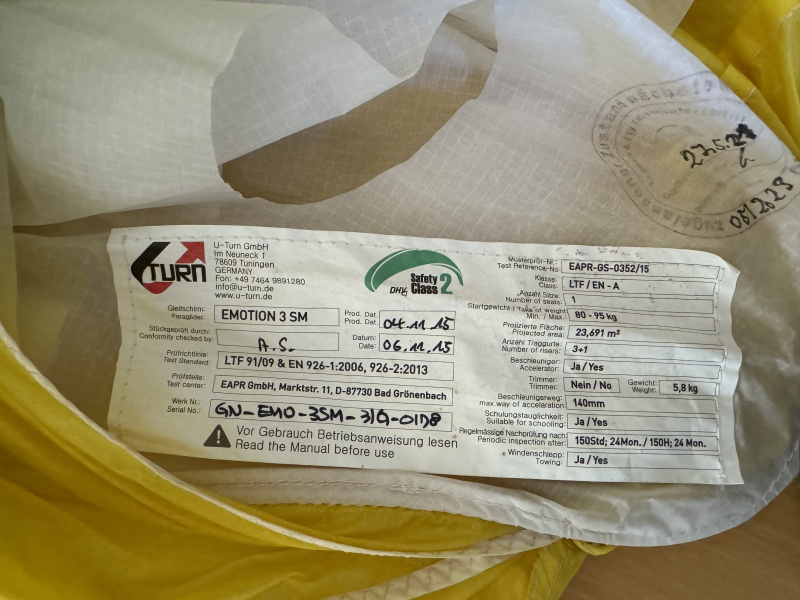 TURN
U-Turn GmbH
Im Neuneck 1
78609 Tuningen
GERMANY
Fon: +49 7464 9891280
info@u-turn.de
www.u-turn.de
DHV
Safety
Class 2
Gleitschirm:
Paraglider:
EMOTION 3 SM
Prod. Dat.
Prod. Dat.
04.11.15
Stückgeprüft durch:
Conformity checked by:
A.S.
Datum:
Date:
06.11.15
Prüfrichtlinie:
Test Standard:
LTF 91/09 & EN 926-1:2006, 926-2:2013
Prüfstelle:
Test center:
EAPR GmbH, Marktstr. 11, D-87730 Bad Grönenbach
Werk Nr.:
Serial No.:
GN-EMO-3SM-31G-0178
Vor Gebrauch Betriebsanweisung lesen
Read the Manual before use
Musterprüf-Nr.:
Test Reference-No:
EAPR-GS-0352/15
Klasse:
Class:
LTF / EN - A
Anzahl Sitze:
Number of seats:
1
Startgewicht / Take of weight
Min. / Max.:
80 - 95 kg
Projizierte Fläche:
Projected area:
23,691 m²
Anzahl Traggurte:
Number of risers:
3+1
Beschleuniger:
Accelerator:
Ja / Yes
Trimmer:
Trimmer:
Nein / No
Gewicht:
Weight:
5,8 kg
Beschleunigerweg:
max.way of acceleration:
140mm
Schulungstauglichkeit:
Suitable for schooling:
Ja / Yes
Regelmässige Nachprüfung nach:
Periodic inspection after:
150Std; 24Mon. / 150H; 24 Mon.
Windenschlepp:
Towing:
Ja / Yes
27.5.27